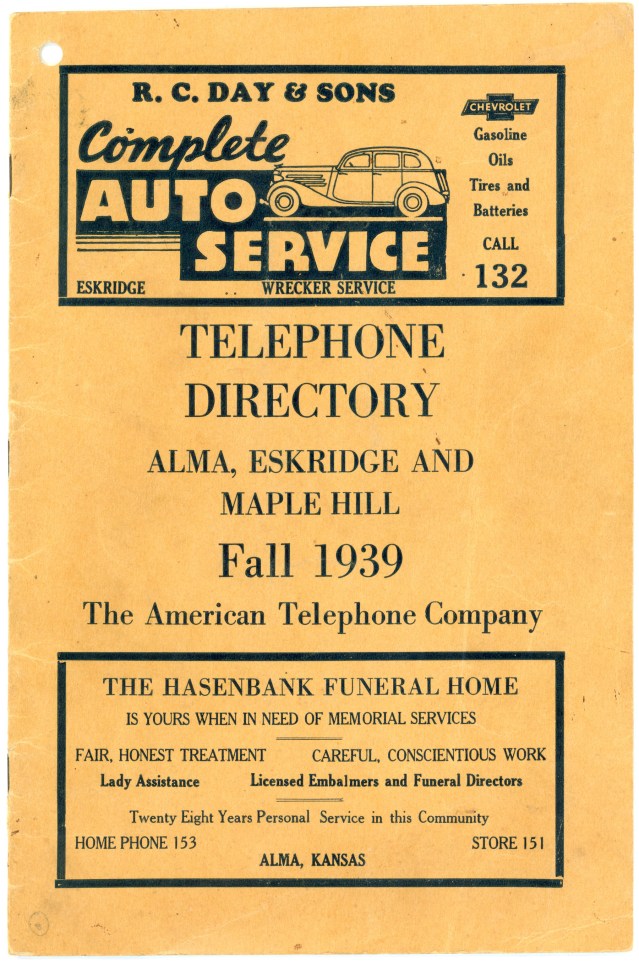 R. C. DAY & SONS
Complete
AUTO
SERVICE
ESKRIDGE
WRECKER SERVICE
CHEVROLET
Gasoline
Oils
Tires and
Batteries
CALL
132
TELEPHONE
DIRECTORY
ALMA, ESKRIDGE AND
MAPLE HILL
Fall 1939
The American Telephone Company
THE HASENBANK FUNERAL HOME
IS YOURS WHEN IN NEED OF MEMORIAL SERVICES
FAIR, HONEST TREATMENT CAREFUL, CONSCIENTIOUS WORK
Lady Assistance Licensed Embalmers and Funeral Directors
Twenty Eight Years Personal Service in this Community
HOME PHONE 153 STORE 151
ALMA, KANSAS